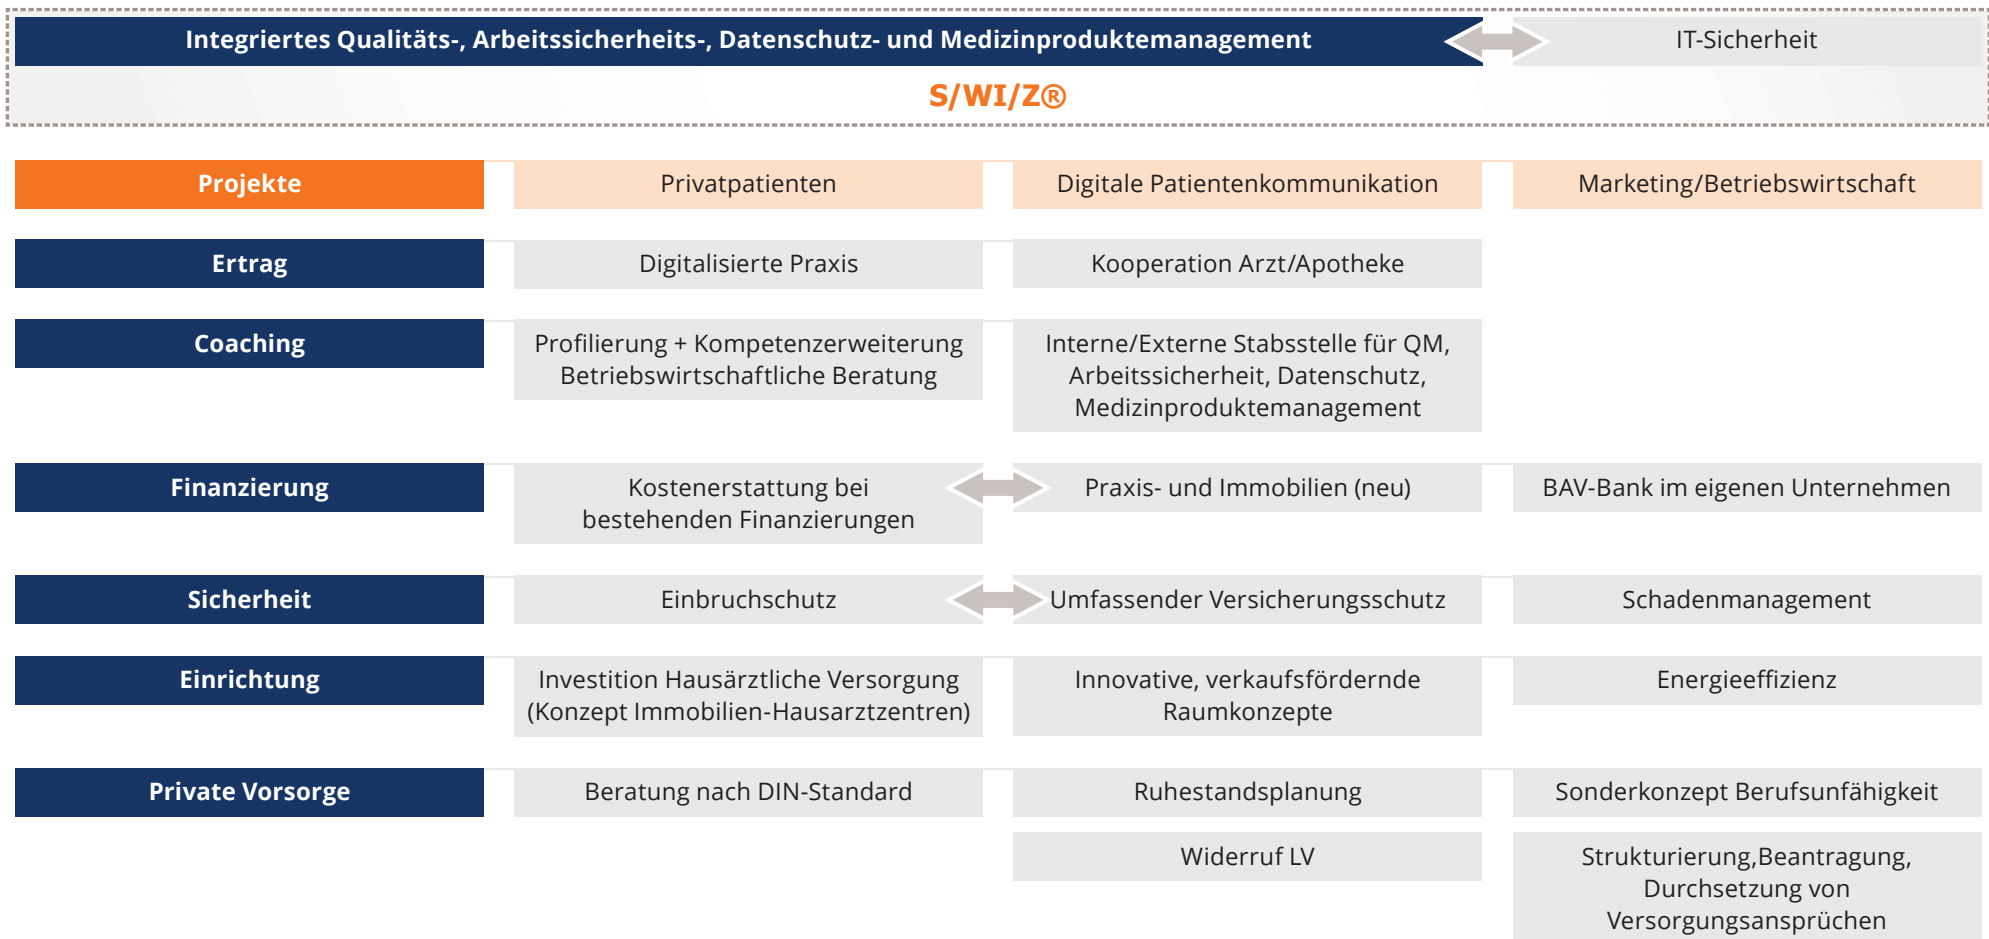 Integriertes Qualitäts-, Arbeitssicherheits-, Datenschutz- und Medizinproduktemanagement
IT-Sicherheit
S/WI/Z®
Projekte
Privatpatienten
Digitale Patientenkommunikation
Marketing/Betriebswirtschaft
Ertrag
Digitalisierte Praxis
Kooperation Arzt/Apotheke
Coaching
Profilierung + Kompetenzerweiterung
Betriebswirtschaftliche Beratung
Interne/Externe Stabsstelle für QM,
Arbeitssicherheit, Datenschutz,
Medizinproduktemanagement
Finanzierung
Kostenerstattung bei
bestehenden Finanzierungen
Praxis- und Immobilien (neu)
BAV-Bank im eigenen Unternehmen
Sicherheit
Einbruchschutz
Umfassender Versicherungsschutz
Schadenmanagement
Einrichtung
Investition Hausärztliche Versorgung
(Konzept Immobilien-Hausarztzentren)
Innovative, verkaufsfördernde
Raumkonzepte
Energieeffizienz
Private Vorsorge
Beratung nach DIN-Standard
Ruhestandsplanung
Sonderkonzept Berufsunfähigkeit
Widerruf LV
Strukturierung,Beantragung,
Durchsetzung von
Versorgungsansprüchen